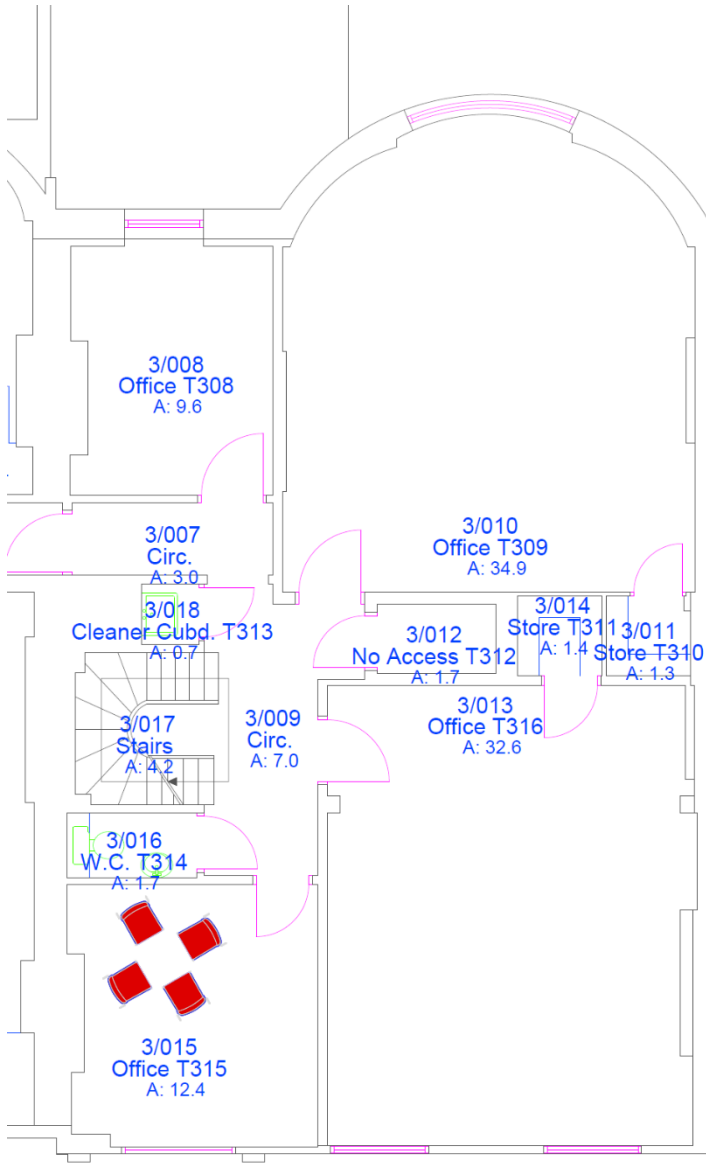 3/008
Office T308
A: 9.6
3/007
Circ.
A: 3.0
3/010
Office T309
A: 34.9
3/018
Cleaner Cubd. T313
A: 0.7
3/014
Store T311
A: 1.4
3/011
Store T310
A: 1.3
3/012
No Access T312
A: 1.7
3/013
Office T316
A: 32.6
3/017
Stairs
A: 4.2
3/009
Circ.
A: 7.0
3/016
W.C. T314
A: 1.7
3/015
Office T315
A: 12.4